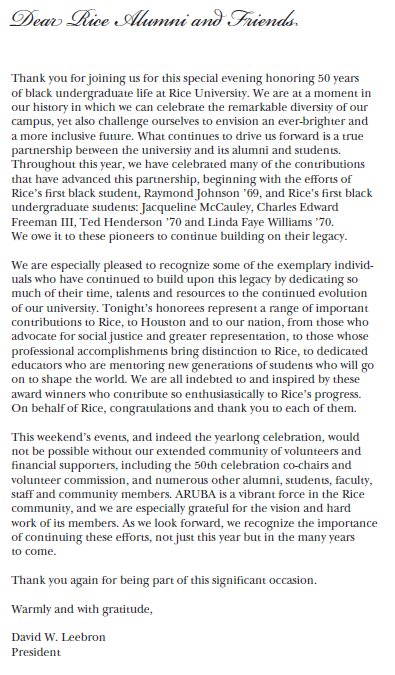 Dear Rice Alumni and Friends,
Thank you for joining us for this special evening honoring 50 years
of black undergraduate life at Rice University. We are at a moment in
our history in which we can celebrate the remarkable diversity of our
campus, yet also challenge ourselves to envision an ever-brighter and
a more inclusive future. What continues to drive us forward is a true
partnership between the university and its alumni and students.
Throughout this year, we have celebrated many of the contributions
that have advanced this partnership, beginning with the efforts of
Rice's first black student, Raymond Johnson ’69, and Rice's first black
undergraduate students: Jacqueline McCauley, Charles Edward
Freeman III, Ted Henderson ’70 and Linda Faye Williams ’70.
We owe it to these pioneers to continue building on their legacy.
We are especially pleased to recognize some of the exemplary individ-
uals who have continued to build upon this legacy by dedicating so
much of their time, talents and resources to the continued evolution
of our university. Tonight's honorees represent a range of important
contributions to Rice, to Houston and to our nation, from those who
advocate for social justice and greater representation, to those whose
professional accomplishments bring distinction to Rice, to dedicated
educators who are mentoring new generations of students who will go
on to shape the world. We are all indebted to and inspired by these
award winners who contribute so enthusiastically to Rice's progress.
On behalf of Rice, congratulations and thank you to each of them.
This weekend's events, and indeed the yearlong celebration, would
not be possible without our extended community of volunteers and
financial supporters, including the 50th celebration co-chairs and
volunteer commission, and numerous other alumni, students, faculty,
staff and community members. ARUBA is a vibrant force in the Rice
community, and we are especially grateful for the vision and hard
work of its members. As we look forward, we recognize the importance
of continuing these efforts, not just this year but in the many years
to come.
Thank you again for being part of this significant occasion.
Warmly and with gratitude,
David W. Leebron
President